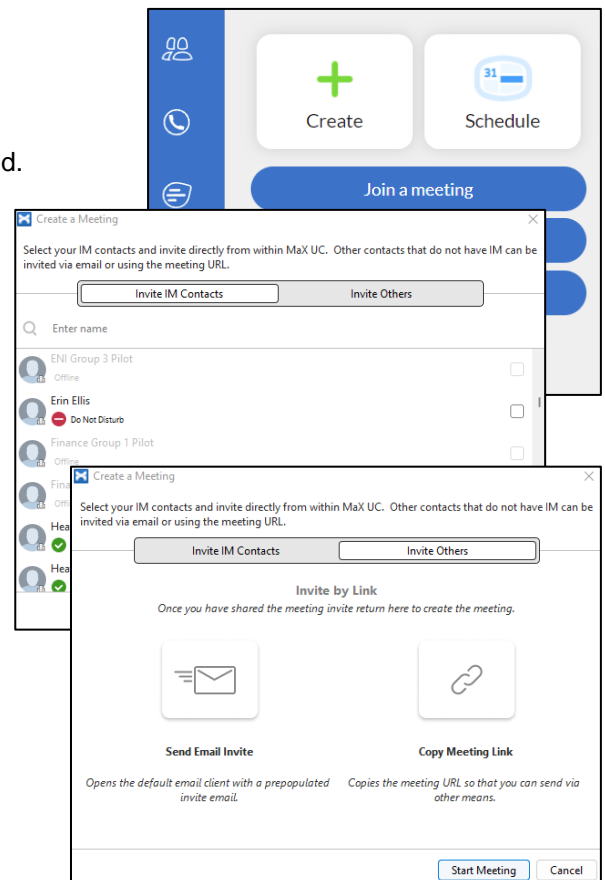 31
Create
Schedule
d.
Join a meeting
Create a Meeting
Select your IM contacts and invite directly from within MaX UC. Other contacts that do not have IM can be
invited via email or using the meeting URL.
Invite IM Contacts
Invite Others
Enter name
ENI Group 3 Pilot
Offline
Erin Ellis
Do Not Disturb
Finance Group 1 Pilot
Create a Meeting
Select your IM contacts and invite directly from within MaX UC. Other contacts that do not have IM can be
invited via email or using the meeting URL.
Invite IM Contacts
Invite Others
Invite by Link
Once you have shared the meeting invite return here to create the meeting.
Send Email Invite
Copy Meeting Link
Opens the default email client with a prepopulated
invite email.
Copies the meeting URL so that you can send via
other means.
Start Meeting
Cancel